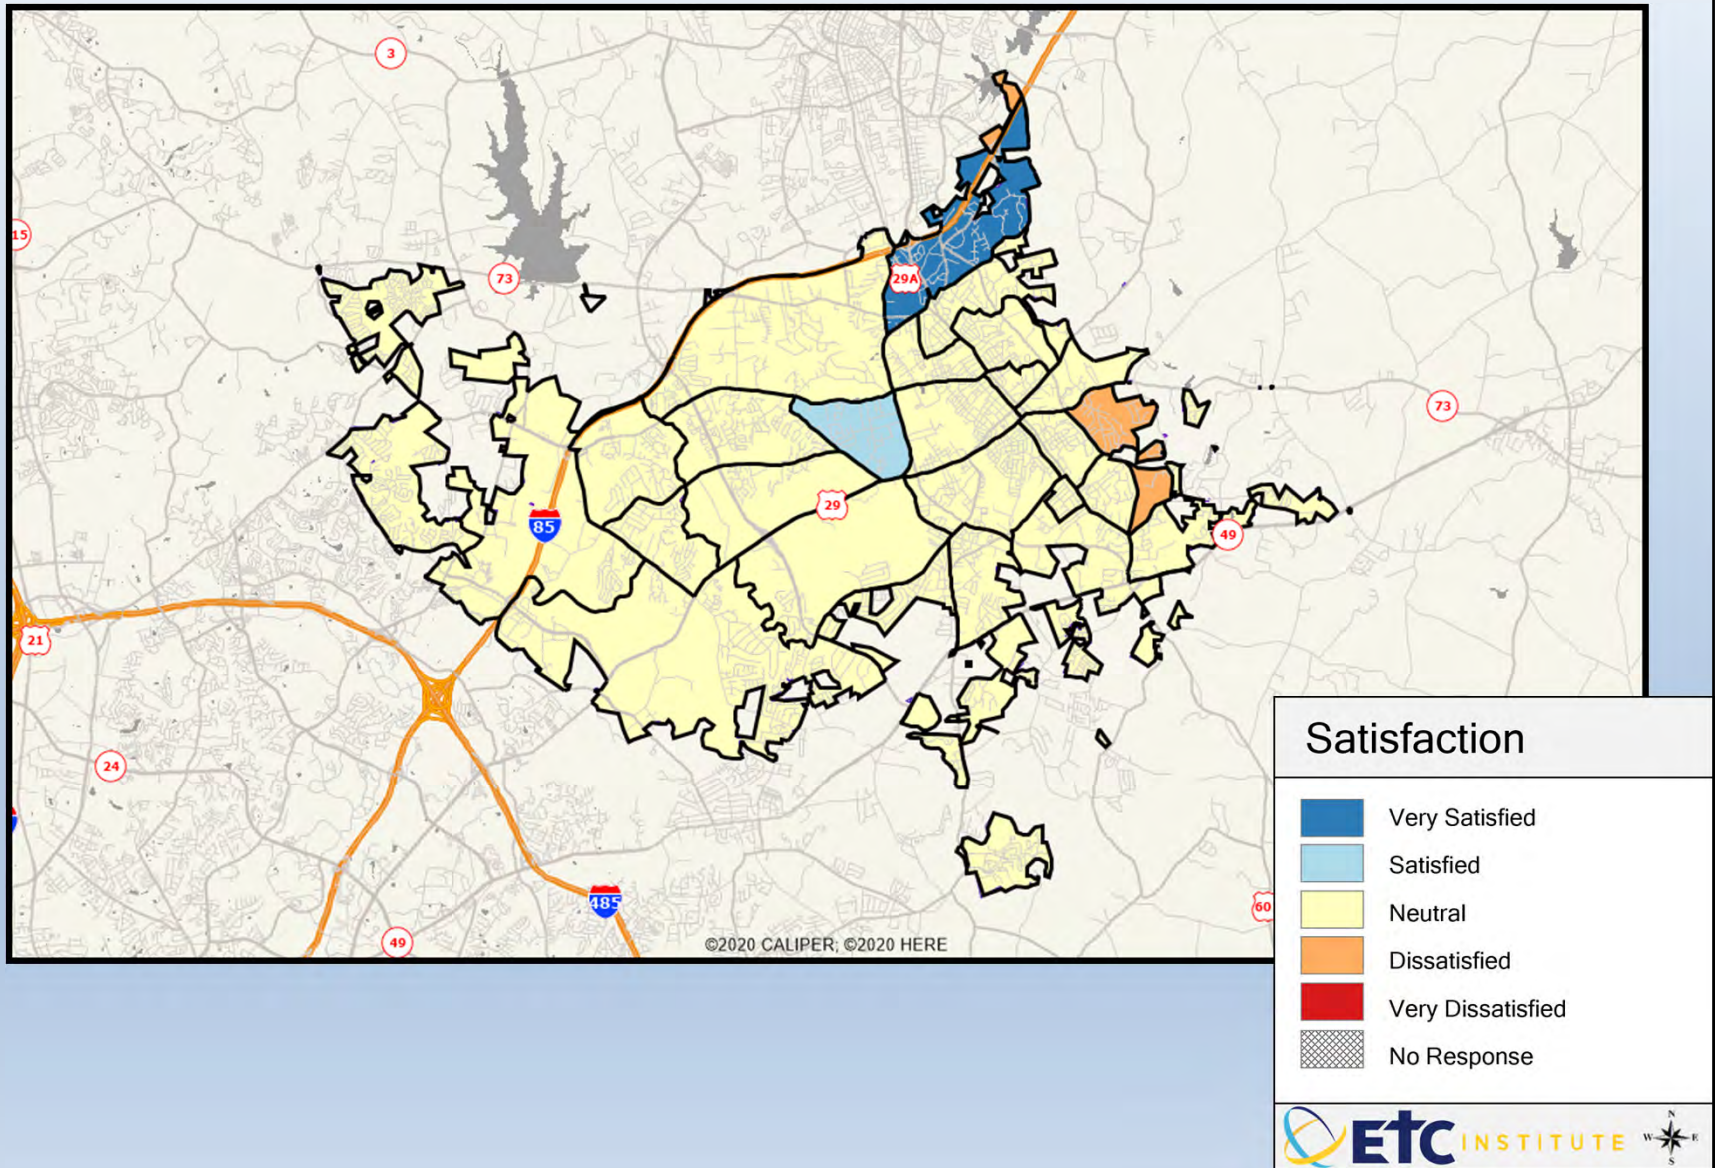 3
15
73
29A
73
29
85
49
21
24
485
49
60
©2020 CALIPER; ©2020 HERE
Satisfaction
Very Satisfied
Satisfied
Neutral
Dissatisfied
Very Dissatisfied
No Response
ETC INSTITUTE
N
W E
S